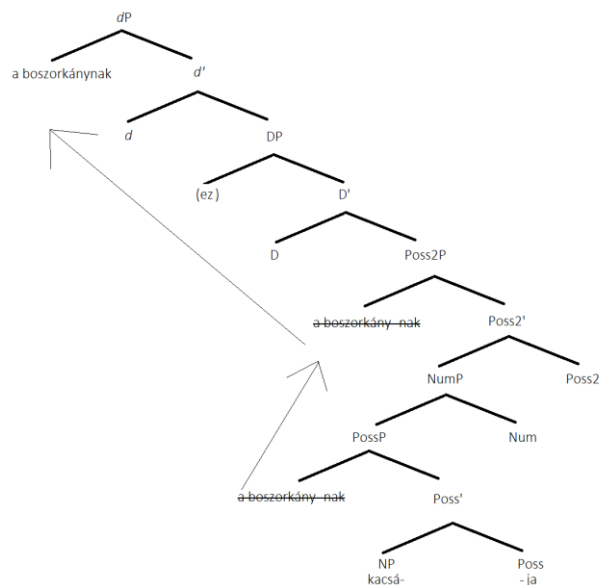 dP
a boszorkánynak d'
d DP
(ez) D'
D Poss2P
a boszorkány-nak Poss2'
NumP Poss2
PossP Num
a boszorkány-nak Poss'
NP Poss
kacsá- -ja